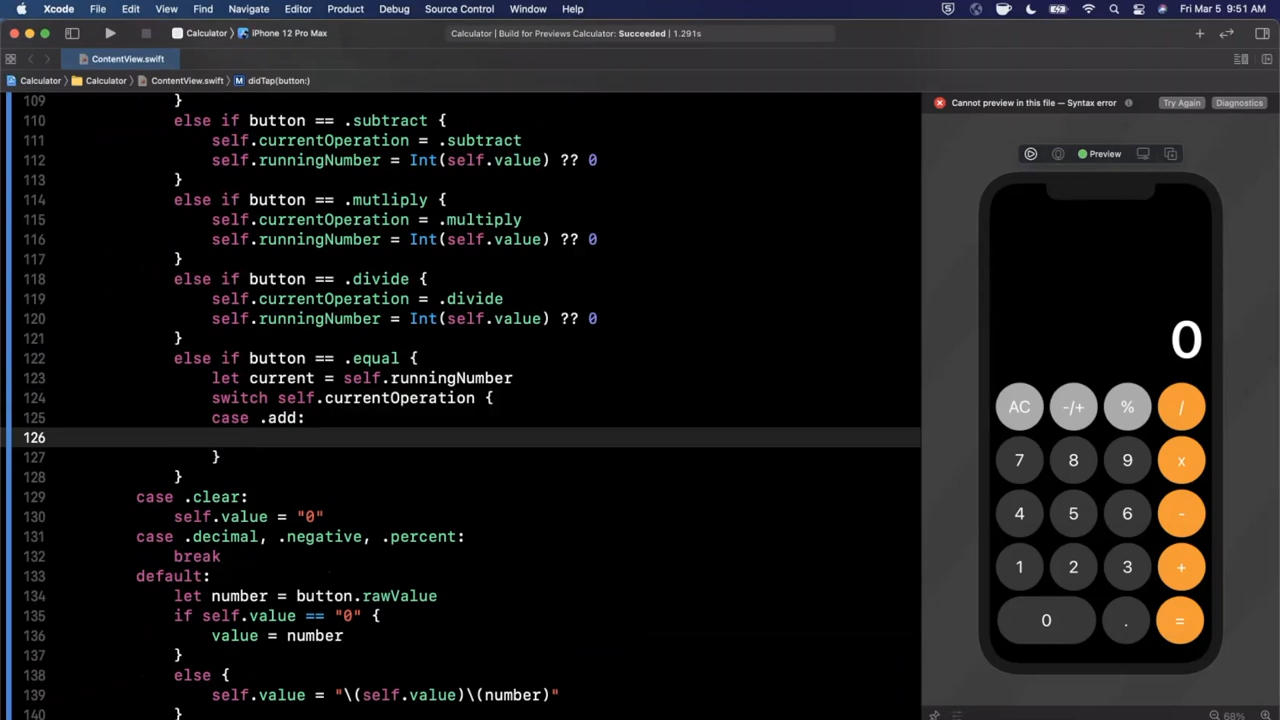 Xcode File Edit View Find Navigate Editor Product Debug Source Control Window Help Fri Mar 5 9:51 AM
Calculator iPhone 12 Pro Max Calculator | Build for Previews Calculator: Succeeded | 1.291s
ContentView.swift
Calculator Calculator ContentView.swift M didTap(button:)
Cannot preview in this file — Syntax error Try Again Diagnostics
Preview
109 }
110 else if button == .subtract {
111 self.currentOperation = .subtract
112 self.runningNumber = Int(self.value) ?? 0
113 }
114 else if button == .mutliply {
115 self.currentOperation = .multiply
116 self.runningNumber = Int(self.value) ?? 0
117 }
118 else if button == .divide {
119 self.currentOperation = .divide
120 self.runningNumber = Int(self.value) ?? 0
121 }
122 else if button == .equal {
123 let current = self.runningNumber
124 switch self.currentOperation {
125 case .add:
126
127 }
128 }
129 case .clear:
130 self.value = "0"
131 case .decimal, .negative, .percent:
132 break
133 default:
134 let number = button.rawValue
135 if self.value == "0" {
136 value = number
137 }
138 else {
139 self.value = "\(self.value)\(number)"
}
0
AC -/+ % /
7 8 9 x
4 5 6 -
1 2 3 +
0 . =
68%